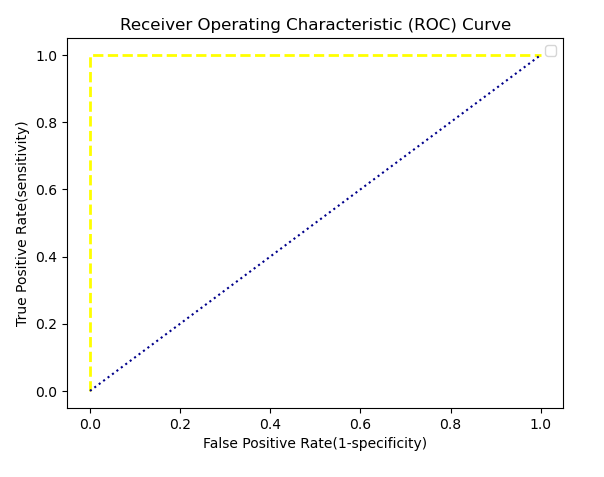 Receiver Operating Characteristic (ROC) Curve
1.0
0.8
0.6
0.4
0.2
0.0
True Positive Rate(sensitivity)
0.0 0.2 0.4 0.6 0.8 1.0
False Positive Rate(1-specificity)